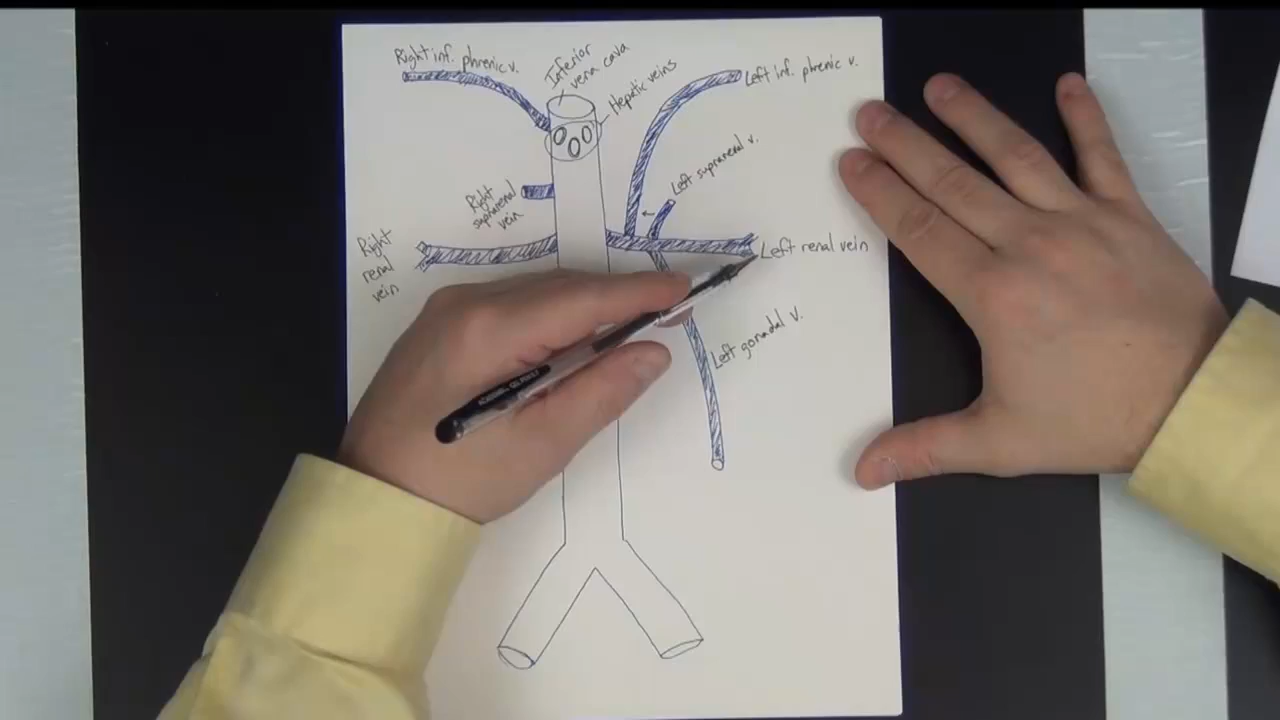 Right inf. phrenic v.
Inferior
vena cava
Hepatic veins
Left inf. phrenic v.
Left suprarenal v.
Right
suprarenal
vein
Right
renal
vein
Left renal vein
Left gonadal v.